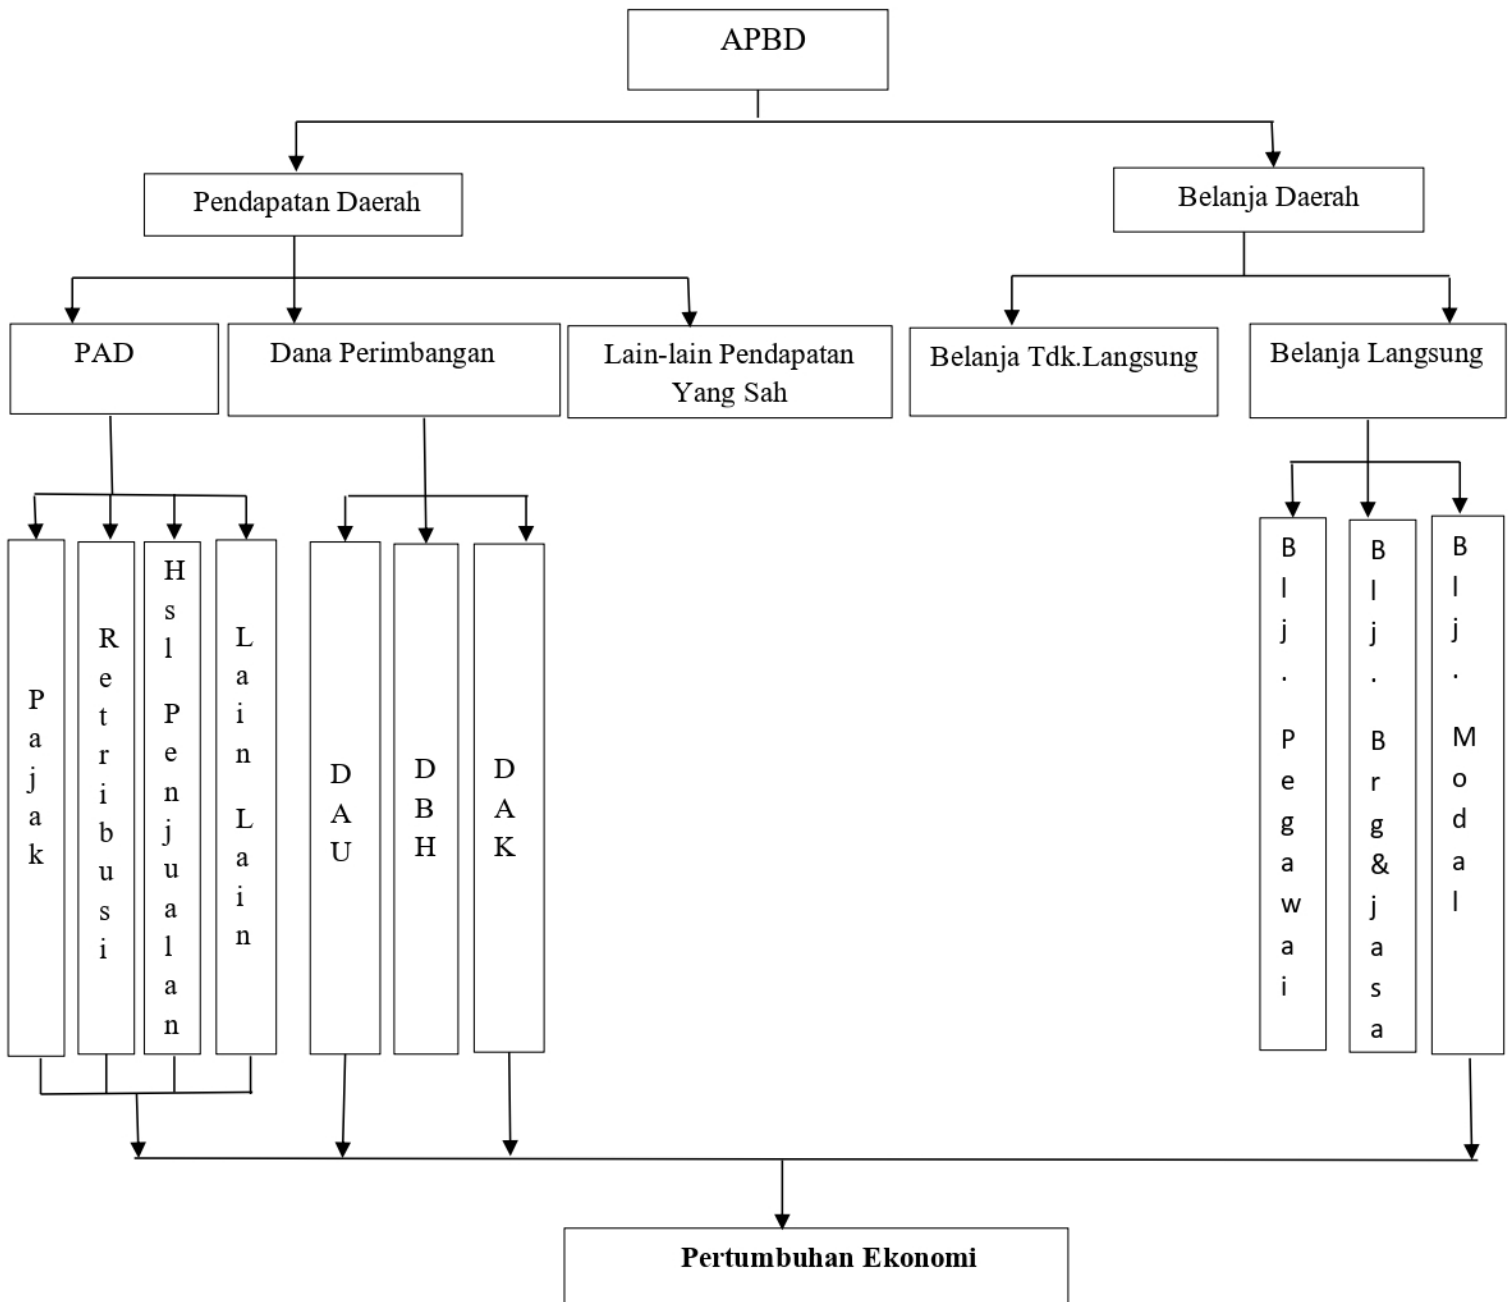 APBD
Pendapatan Daerah
Belanja Daerah
PAD
Dana Perimbangan
Lain-lain Pendapatan
Yang Sah
Belanja Tdk.Langsung
Belanja Langsung
Pajak
Retribusi
Hsl Penjualan
Lain Lain
DAU
DBH
DAK
Blj. Pegawai
Blj. Brg&jasa
Blj. Modal
Pertumbuhan Ekonomi